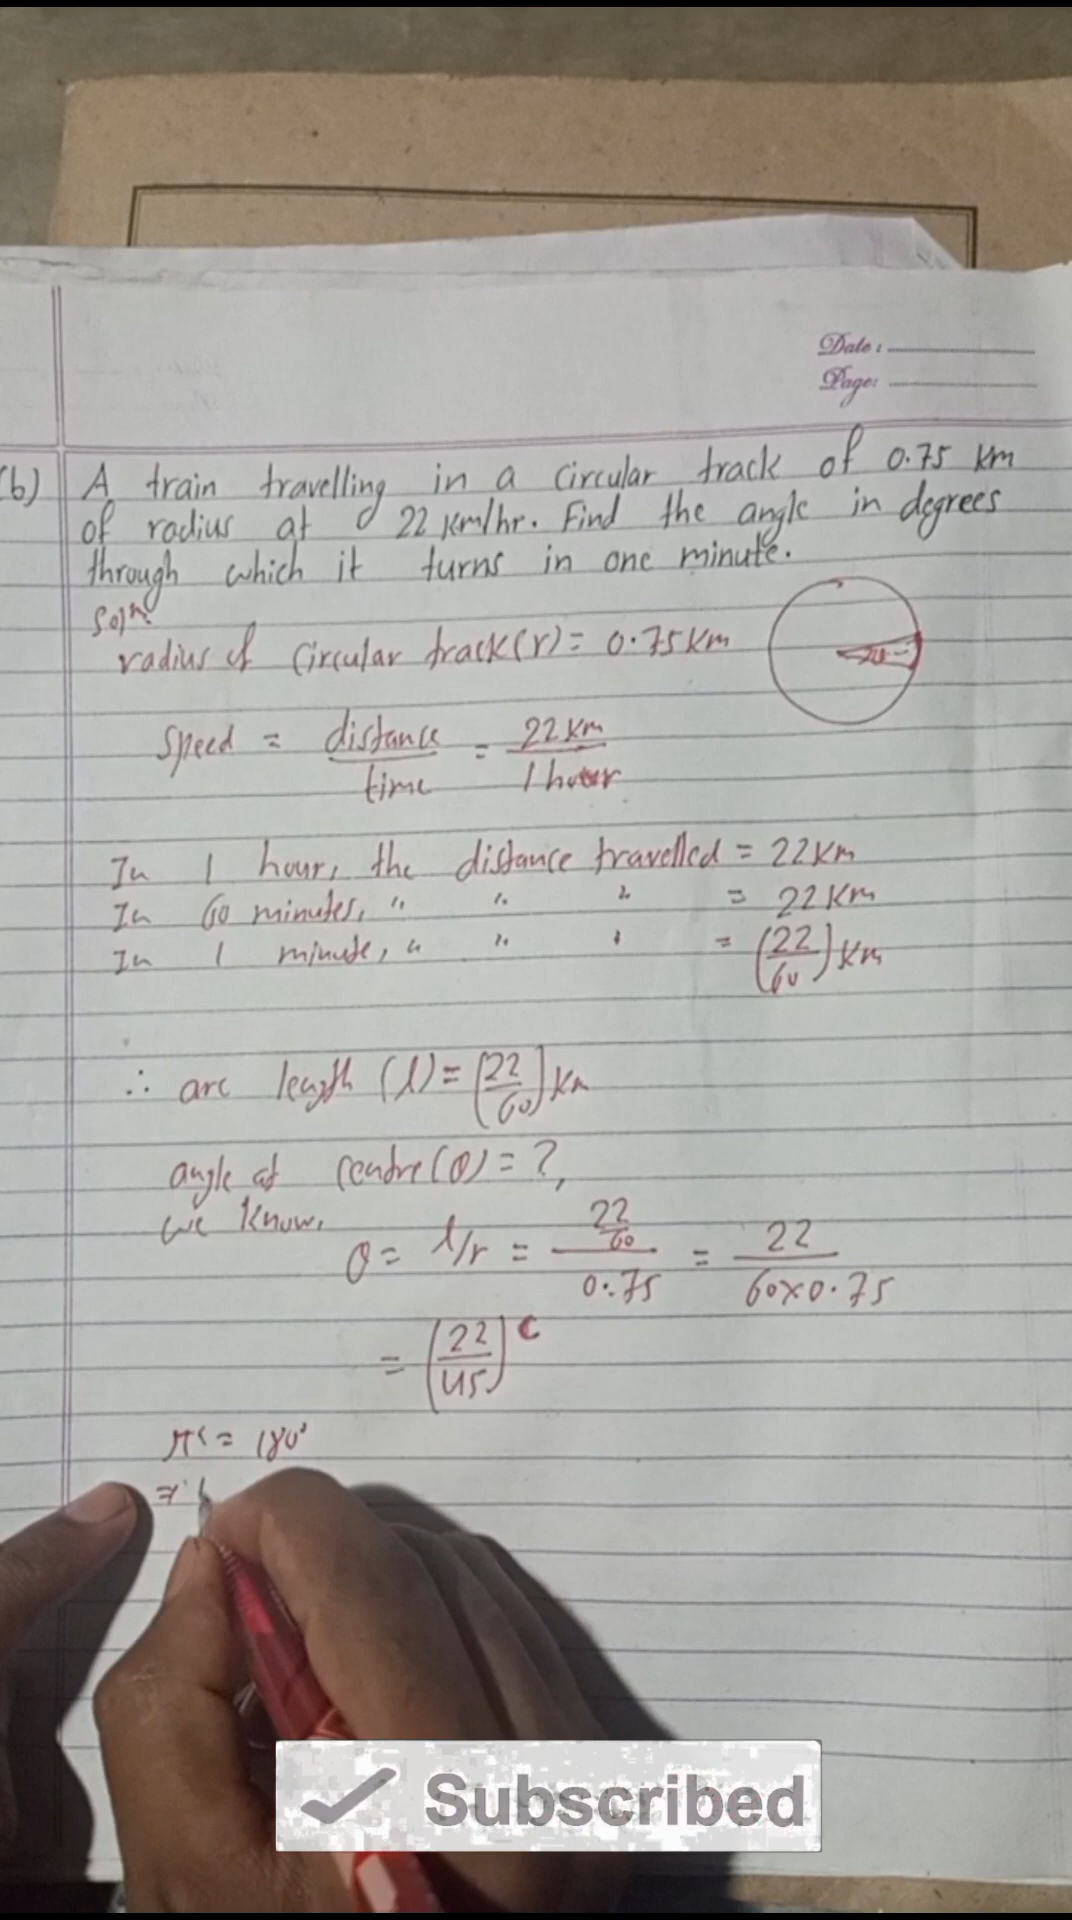 Date:
Page:
(b) A train travelling in a circular track of 0.75 km
of radius at 22 km/hr. Find the angle in degrees
through which it turns in one minute.
Soln
radius of circular track(r) = 0.75 km
Speed = distance/time = 22 km/1 hour
In 1 hour, the distance travelled = 22 km
In 60 minutes, " " " = 22 km
In 1 minute, " " " = (22/60) km
∴ arc length (l) = (22/60) km
angle at centre(θ) = ?,
we know,
θ = l/r = 22/60/0.75 = 22/60×0.75
= (22/45)ᶜ
πᶜ = 180°
Subscribed